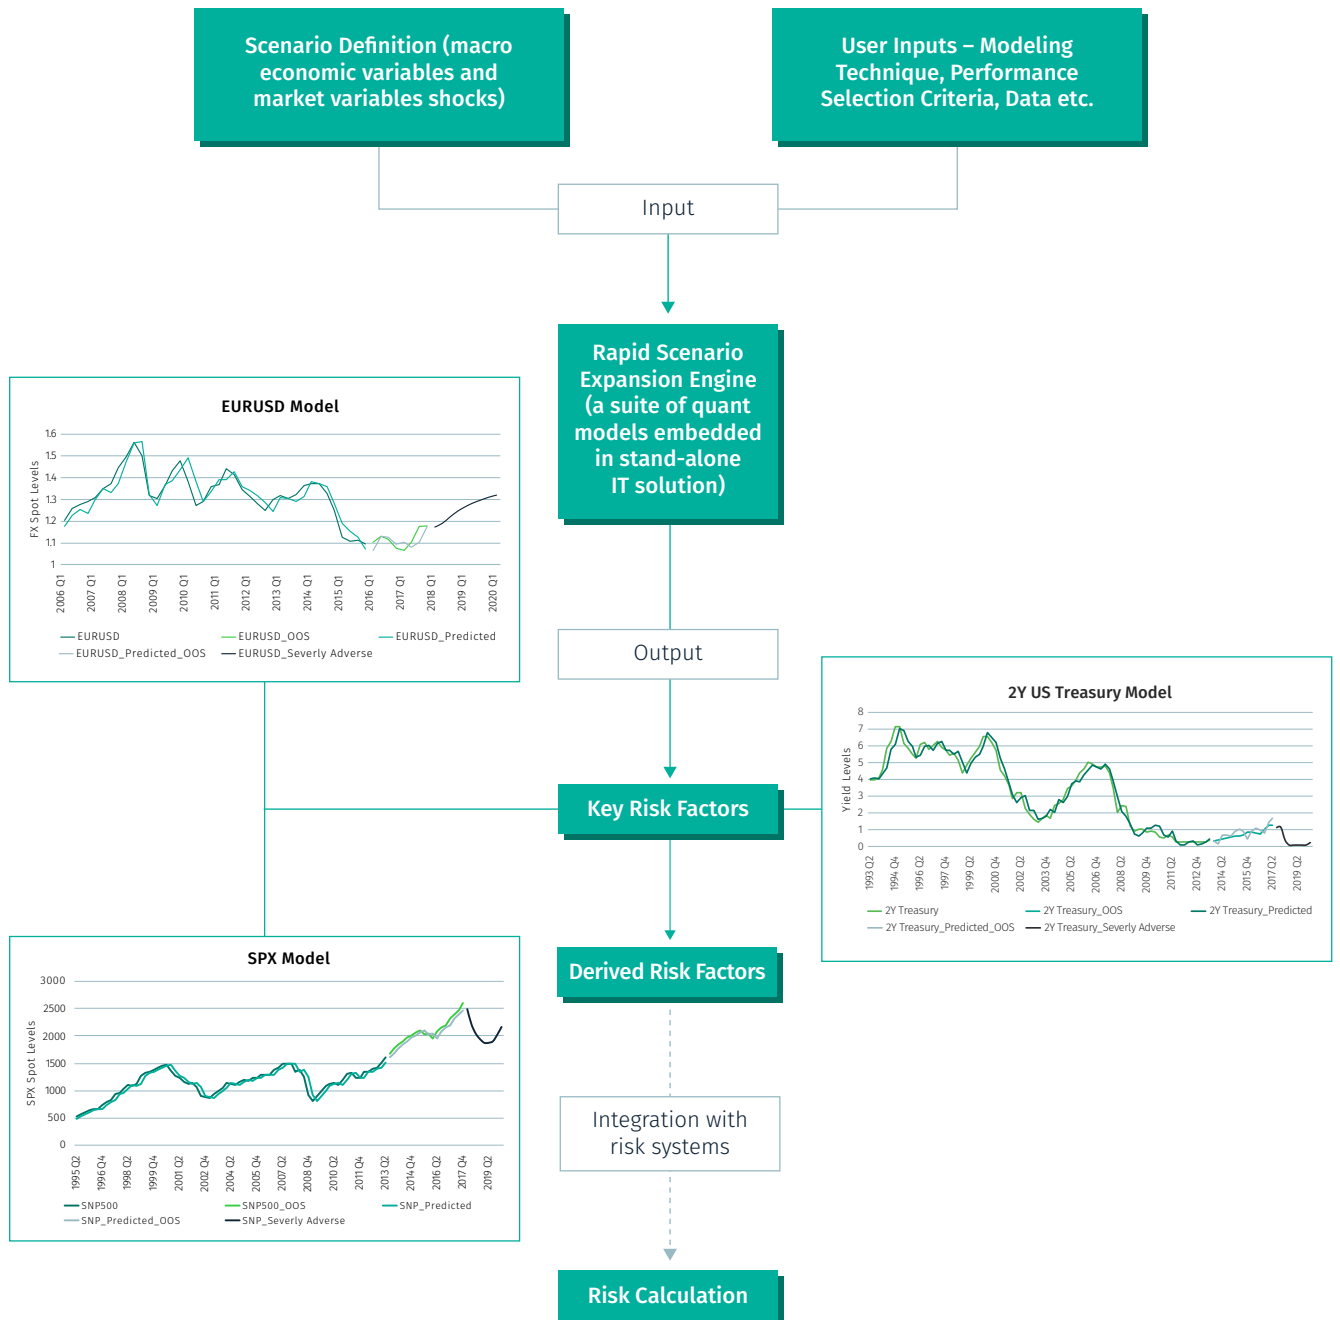 Scenario Definition (macro
economic variables and
market variables shocks)
User Inputs – Modeling
Technique, Performance
Selection Criteria, Data etc.
Input
Rapid Scenario
Expansion Engine
(a suite of quant
models embedded
in stand-alone
IT solution)
EURUSD Model
FX Spot Levels
1.6
1.5
1.4
1.3
1.2
1.1
1
2006 Q1
2007 Q1
2008 Q1
2009 Q1
2010 Q1
2011 Q1
2012 Q1
2013 Q1
2014 Q1
2015 Q1
2016 Q1
2017 Q1
2018 Q1
2019 Q1
2020 Q1
EURUSD
EURUSD_OOS
EURUSD_Predicted
EURUSD_Predicted_OOS
EURUSD_Severly Adverse
Output
2Y US Treasury Model
Yield Levels
8
7
6
5
4
3
2
1
0
1993 Q2
1994 Q4
1996 Q2
1997 Q4
1999 Q2
2000 Q4
2002 Q2
2003 Q4
2005 Q2
2006 Q4
2008 Q2
2009 Q4
2011 Q2
2012 Q4
2014 Q2
2015 Q4
2017 Q2
2019 Q2
2Y Treasury
2Y Treasury_OOS
2Y Treasury_Predicted
2Y Treasury_Predicted_OOS
2Y Treasury_Severly Adverse
Key Risk Factors
Derived Risk Factors
SPX Model
SPX Spot Levels
3000
2500
2000
1500
1000
500
0
1995 Q2
1996 Q4
1998 Q2
1999 Q4
2001 Q2
2002 Q4
2004 Q2
2005 Q4
2007 Q2
2008 Q4
2010 Q2
2011 Q4
2013 Q2
2014 Q4
2016 Q2
2017 Q4
2019 Q2
SNP500
SNP500_OOS
SNP_Predicted
SNP_Predicted_OOS
SNP_Severly Adverse
Integration with
risk systems
Risk Calculation